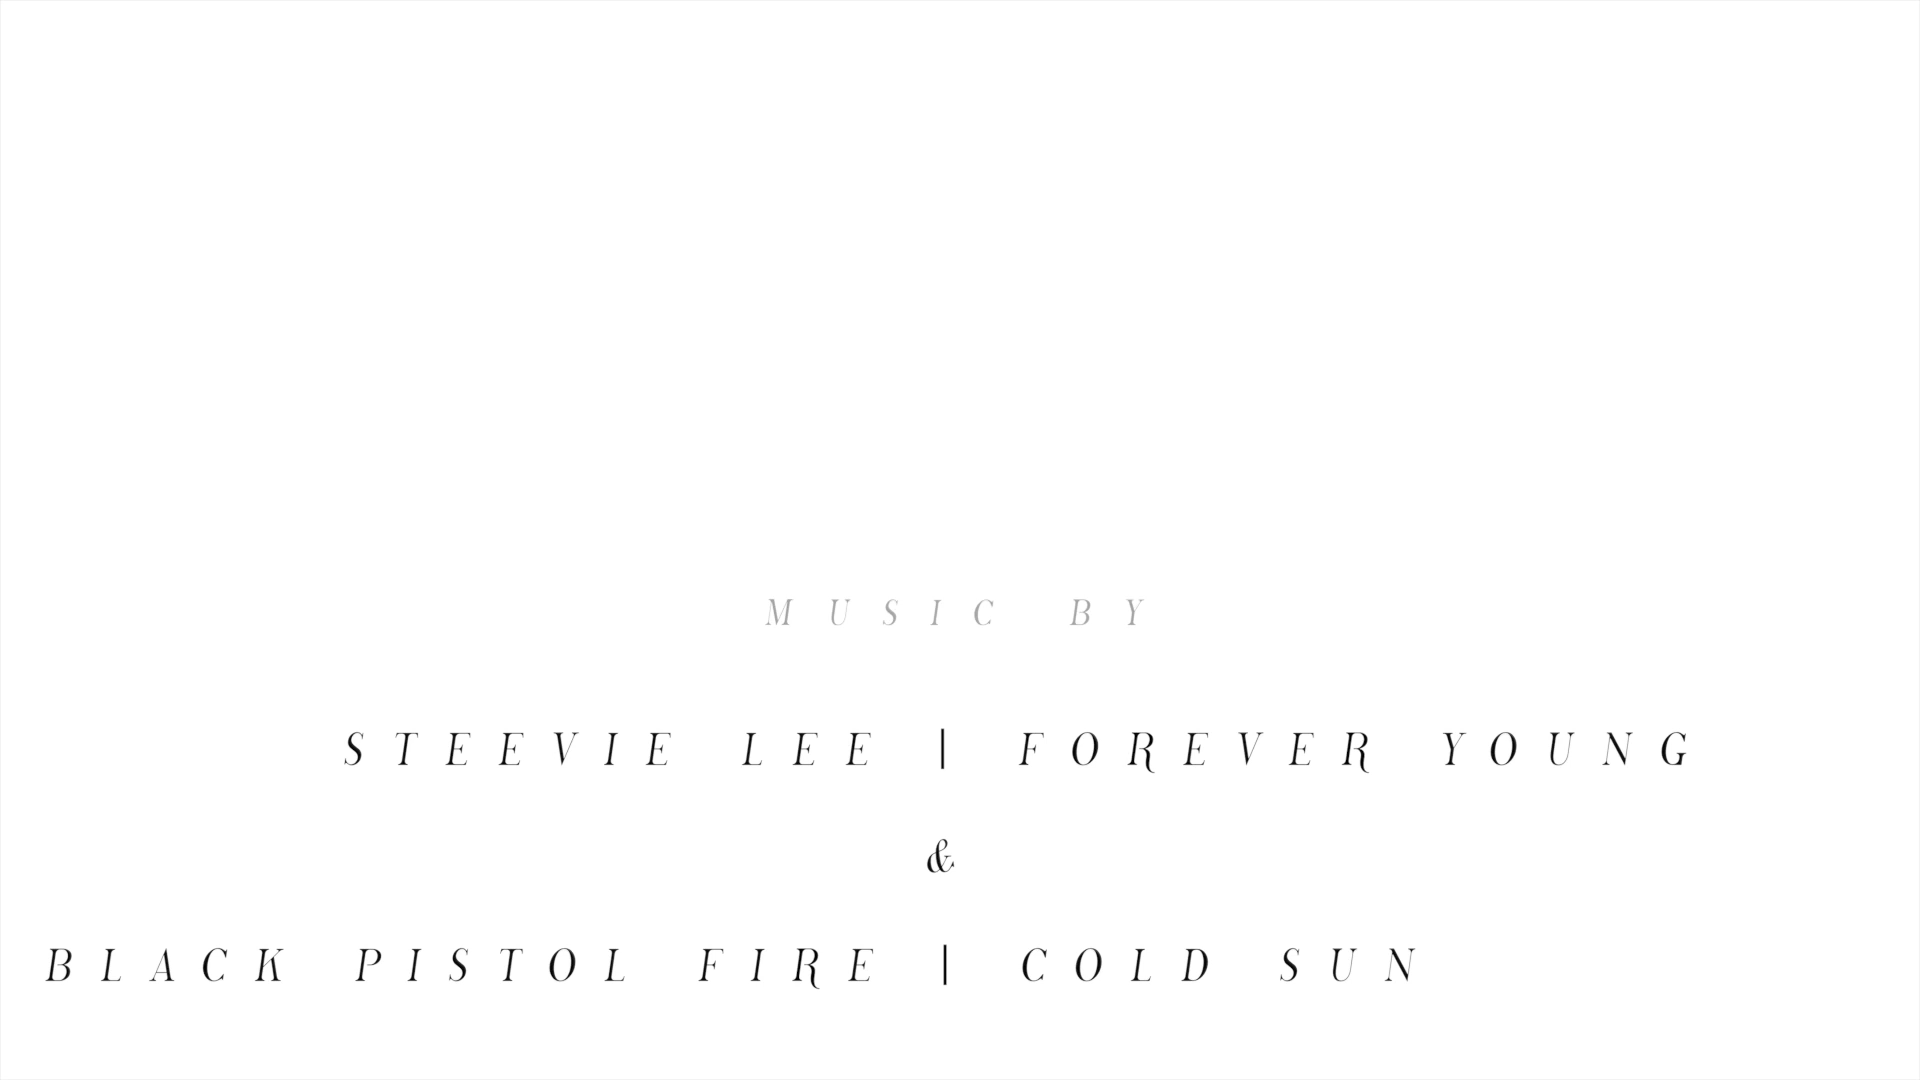 MUSIC BY
STEEVIE LEE | FOREVER YOUNG
&
BLACK PISTOL FIRE | COLD SUN